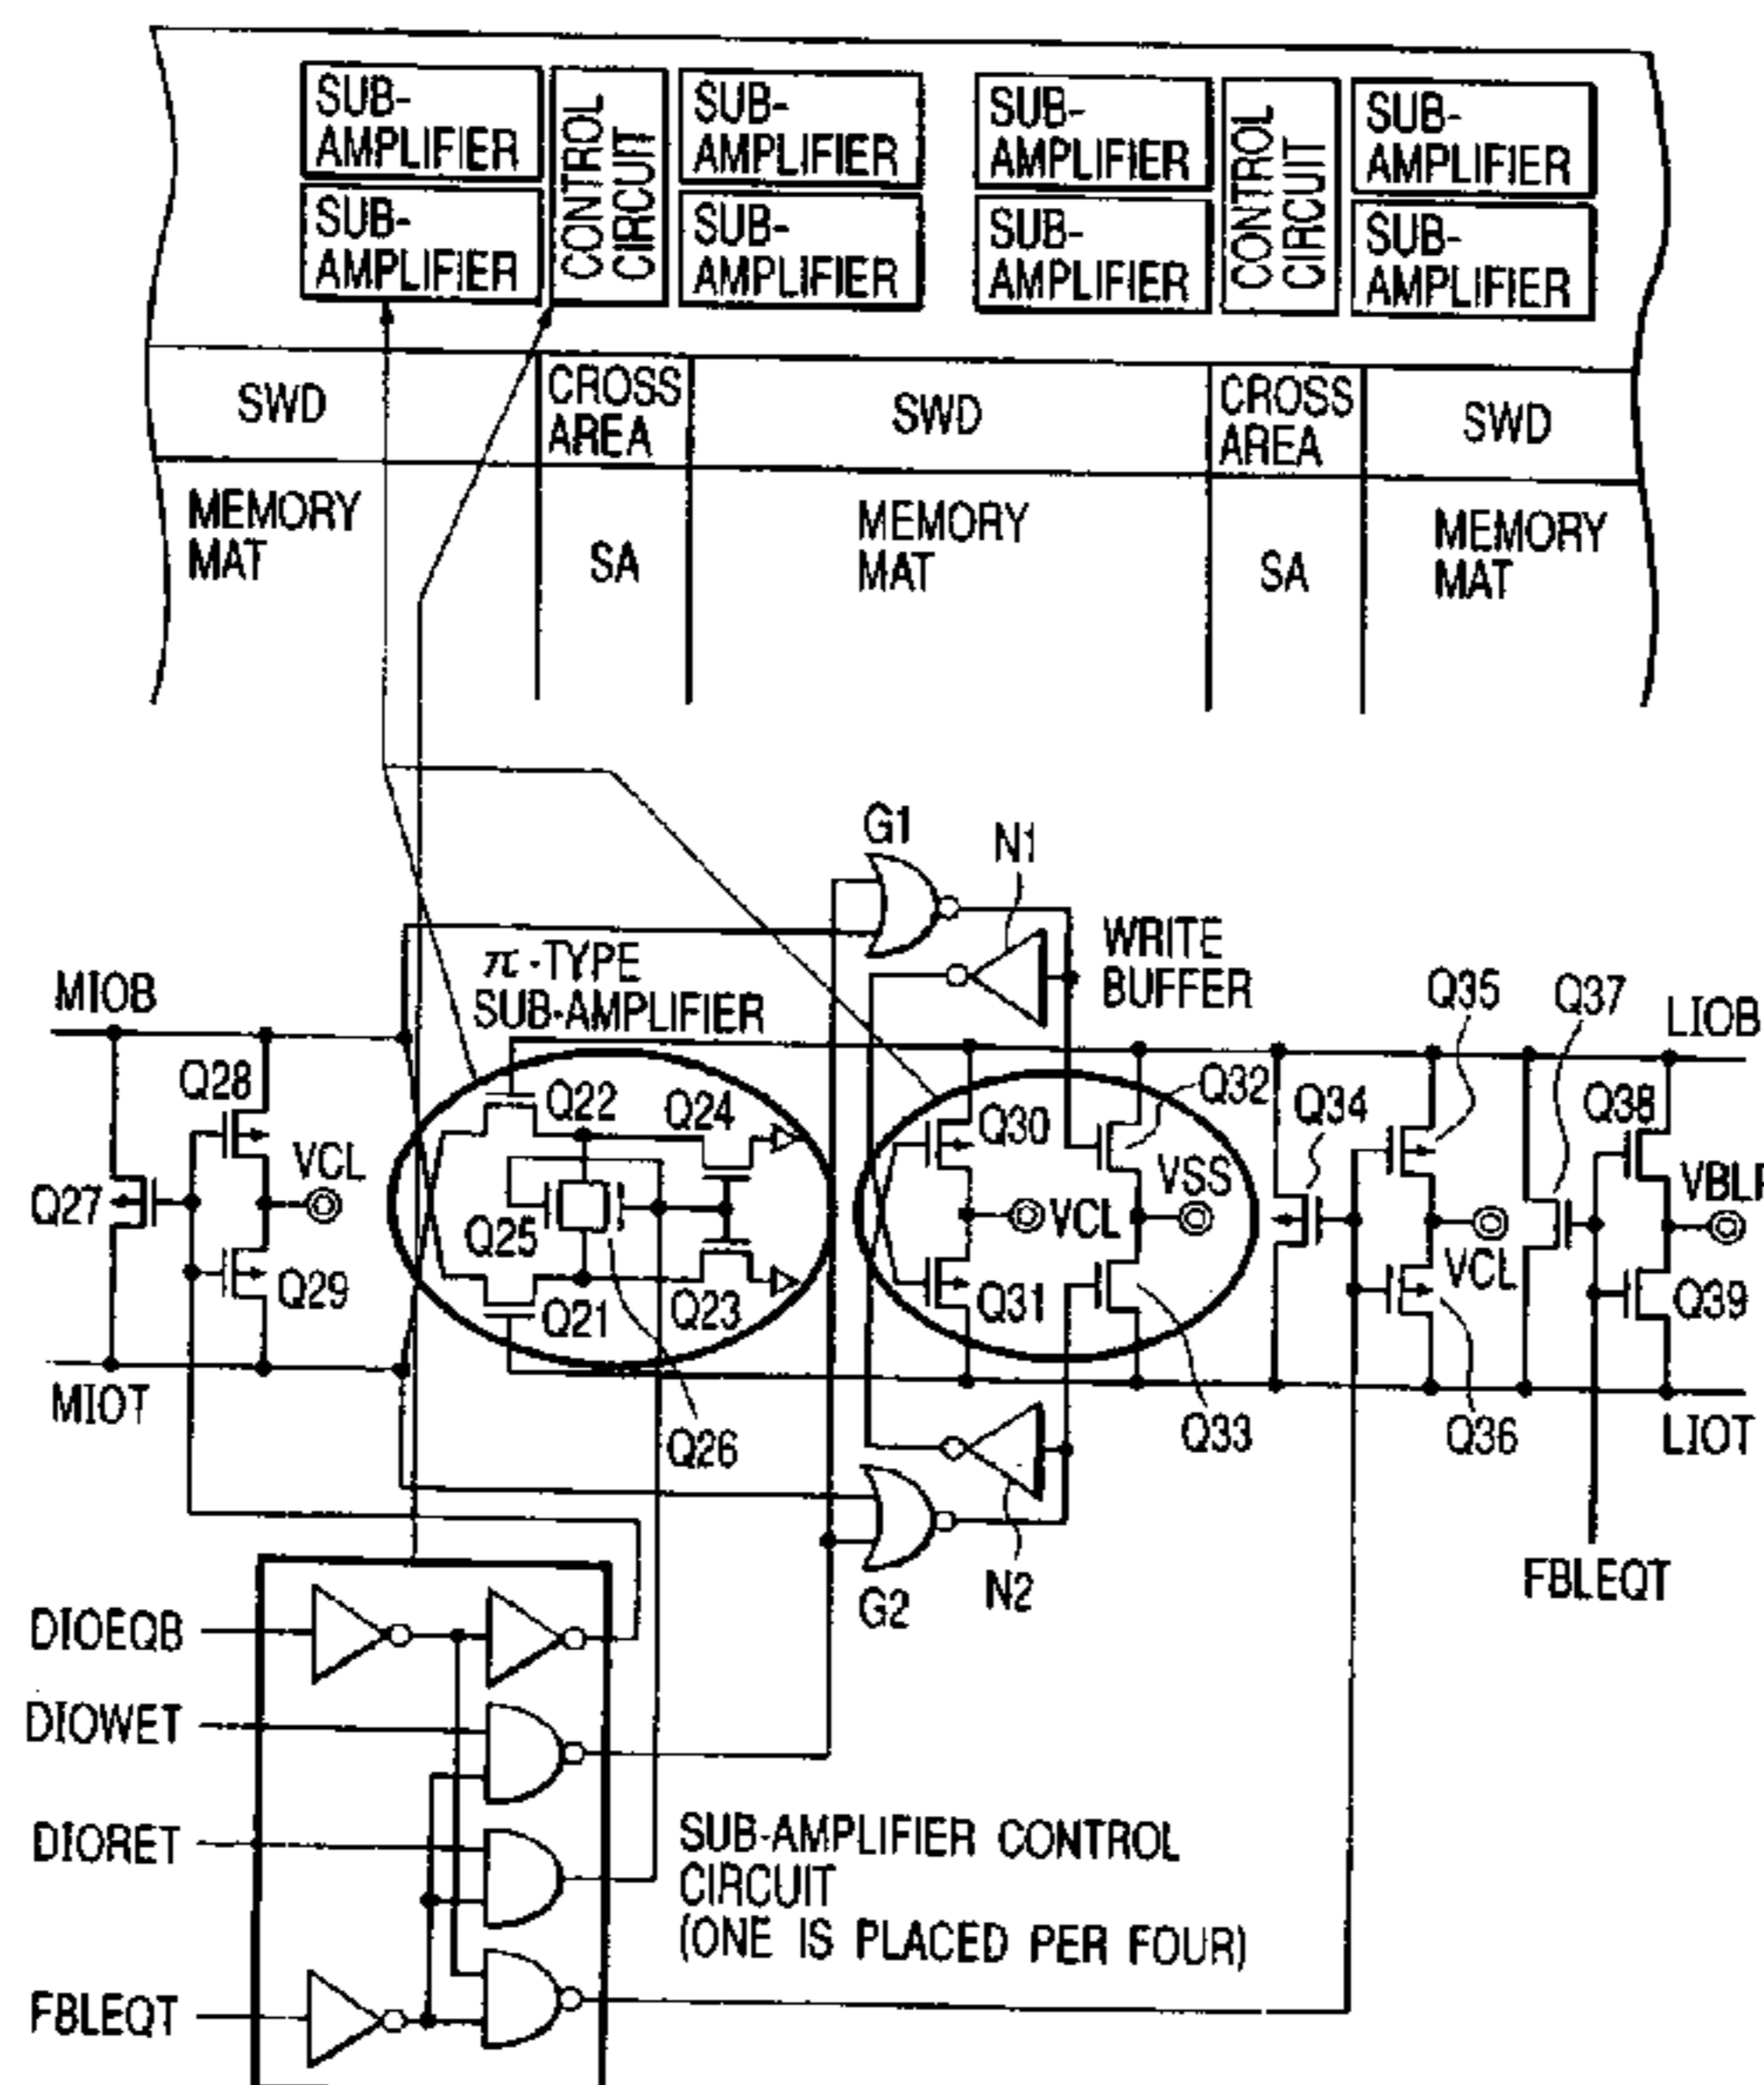 SUB-
AMPLIFIER
CONTROL
CIRCUIT
SUB-
AMPLIFIER
SUB-
AMPLIFIER
CONTROL
CIRCUIT
SUB-
AMPLIFIER
SUB-
AMPLIFIER
SUB-
AMPLIFIER
SUB-
AMPLIFIER
SUB-
AMPLIFIER
SWD
CROSS
AREA
SWD
CROSS
AREA
SWD
MEMORY
MAT
SA
MEMORY
MAT
SA
MEMORY
MAT
G1
N1
WRITE
BUFFER
π-TYPE
SUB-AMPLIFIER
MIOB
Q35
Q37
LIOB
Q28
Q22
Q24
Q30
Q32
Q34
Q38
VCL
VSS
Q27
Q25
VCL
VCL
Q29
Q21
Q23
Q31
Q39
MIOT
Q26
Q33
Q36
LIOT
G2
N2
FBLEQT
DIOEQB
DIOWET
DIORET
SUB-AMPLIFIER CONTROL
CIRCUIT
(ONE IS PLACED PER FOUR)
FBLEQT